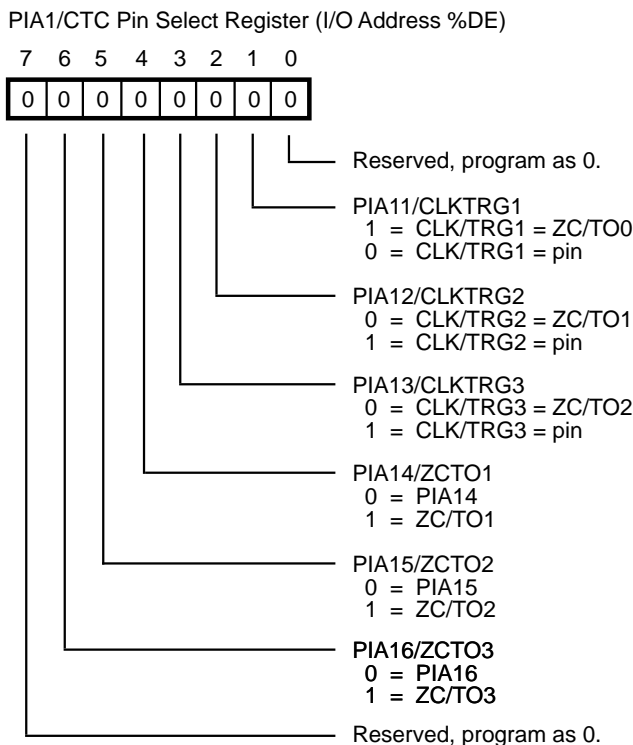 PIA1/CTC Pin Select Register (I/O Address %DE)
7 6 5 4 3 2 1 0
0 0 0 0 0 0 0 0
Reserved, program as 0.
PIA11/CLKTRG1
1 = CLK/TRG1 = ZC/TO0
0 = CLK/TRG1 = pin
PIA12/CLKTRG2
0 = CLK/TRG2 = ZC/TO1
1 = CLK/TRG2 = pin
PIA13/CLKTRG3
0 = CLK/TRG3 = ZC/TO2
1 = CLK/TRG3 = pin
PIA14/ZCTO1
0 = PIA14
1 = ZC/TO1
PIA15/ZCTO2
0 = PIA15
1 = ZC/TO2
PIA16/ZCTO3
0 = PIA16
1 = ZC/TO3
Reserved, program as 0.